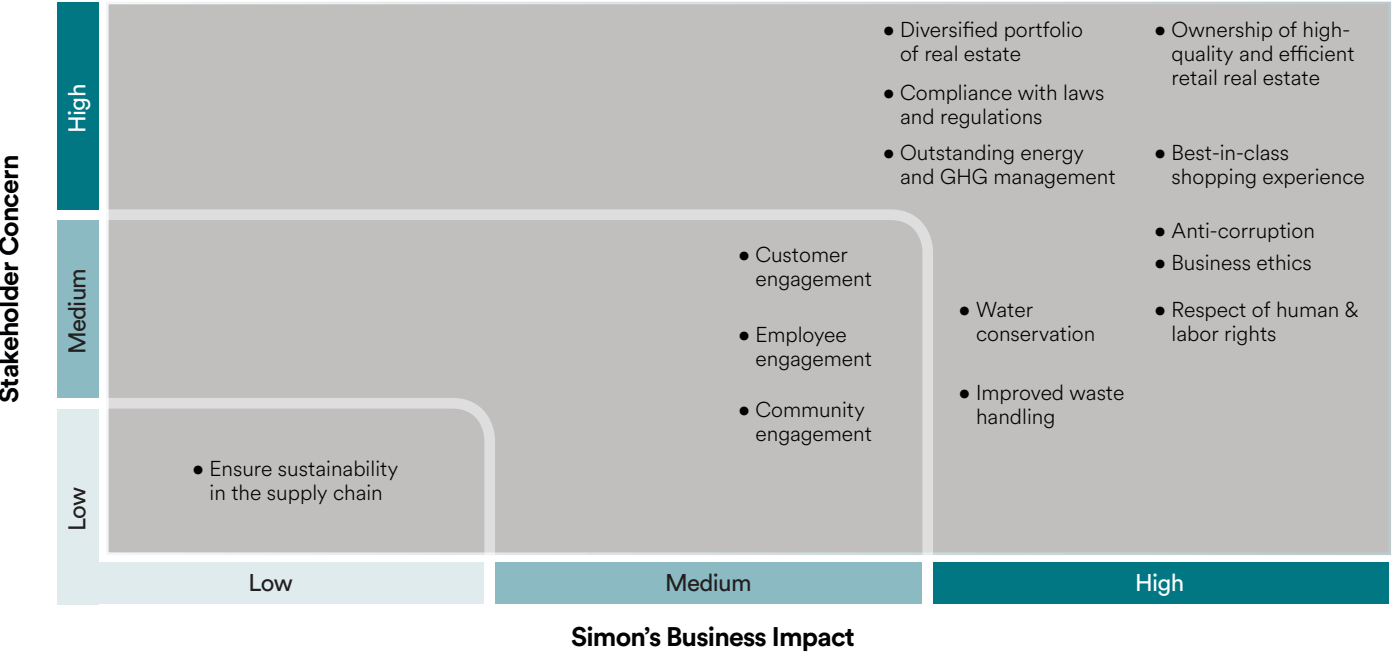 Stakeholder Concern
High
Medium
Low
● Diversified portfolio
of real estate
● Compliance with laws
and regulations
● Outstanding energy
and GHG management
● Ownership of high-
quality and efficient
retail real estate
● Best-in-class
shopping experience
● Anti-corruption
● Business ethics
● Respect of human &
labor rights
● Customer
engagement
● Employee
engagement
● Community
engagement
● Water
conservation
● Improved waste
handling
● Ensure sustainability
in the supply chain
Low
Medium
High
Simon’s Business Impact